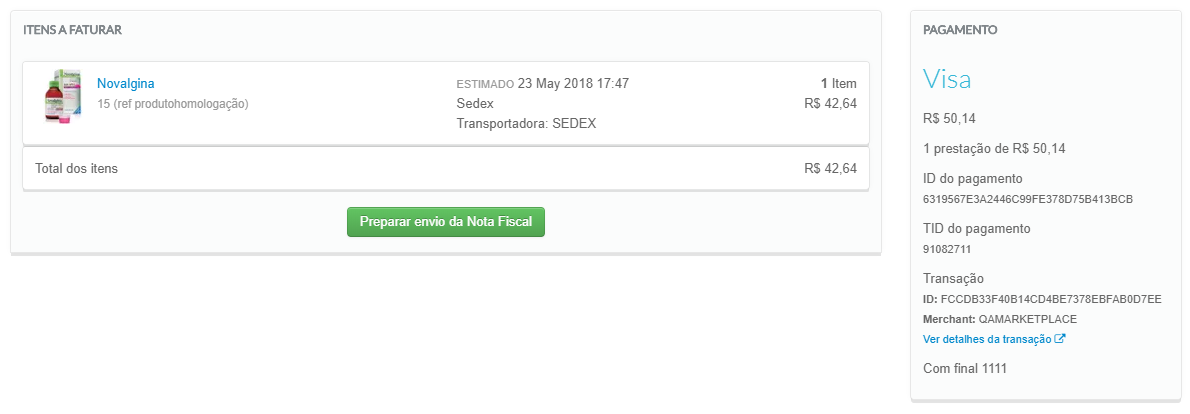 ITENS A FATURAR
Novalgina
15 (ref produtohomologação)
ESTIMADO 23 May 2018 17:47
Sedex
Transportadora: SEDEX
1 Item
R$ 42,64
Total dos itens
R$ 42,64
Preparar envio da Nota Fiscal
PAGAMENTO
Visa
R$ 50,14
1 prestação de R$ 50,14
ID do pagamento
6319567E3A2446C99FE378D75B413BCB
TID do pagamento
91082711
Transação
ID: FCCDB33F40B14CD4BE7378EBFAB0D7EE
Merchant: QAMARKETPLACE
Ver detalhes da transação
Com final 1111